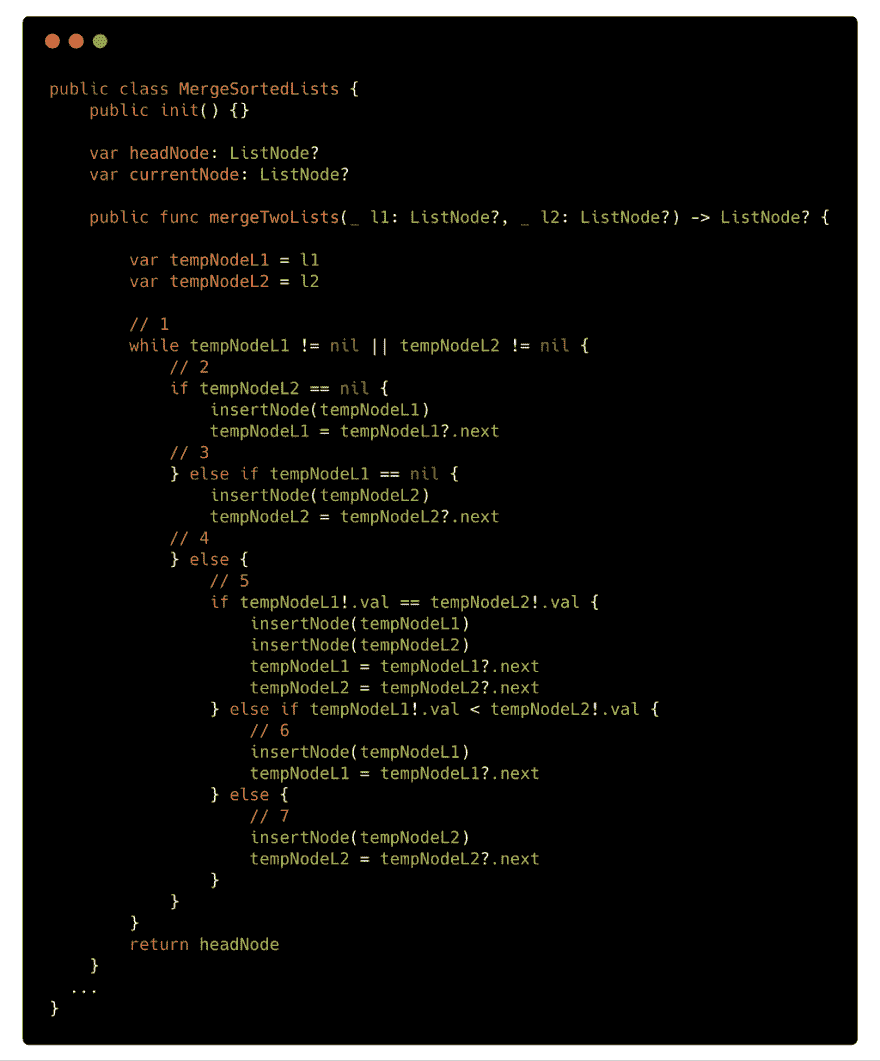 public class MergeSortedLists {
    public init() {}

    var headNode: ListNode?
    var currentNode: ListNode?

    public func mergeTwoLists(_ l1: ListNode?, _ l2: ListNode?) -> ListNode? {

        var tempNodeL1 = l1
        var tempNodeL2 = l2

        // 1
        while tempNodeL1 != nil || tempNodeL2 != nil {
            // 2
            if tempNodeL2 == nil {
                insertNode(tempNodeL1)
                tempNodeL1 = tempNodeL1?.next
            // 3
            } else if tempNodeL1 == nil {
                insertNode(tempNodeL2)
                tempNodeL2 = tempNodeL2?.next
            // 4
            } else {
                // 5
                if tempNodeL1!.val == tempNodeL2!.val {
                    insertNode(tempNodeL1)
                    insertNode(tempNodeL2)
                    tempNodeL1 = tempNodeL1?.next
                    tempNodeL2 = tempNodeL2?.next
                } else if tempNodeL1!.val < tempNodeL2!.val {
                    // 6
                    insertNode(tempNodeL1)
                    tempNodeL1 = tempNodeL1?.next
                } else {
                    // 7
                    insertNode(tempNodeL2)
                    tempNodeL2 = tempNodeL2?.next
                }
            }
        }
        return headNode
    }
  ...
}